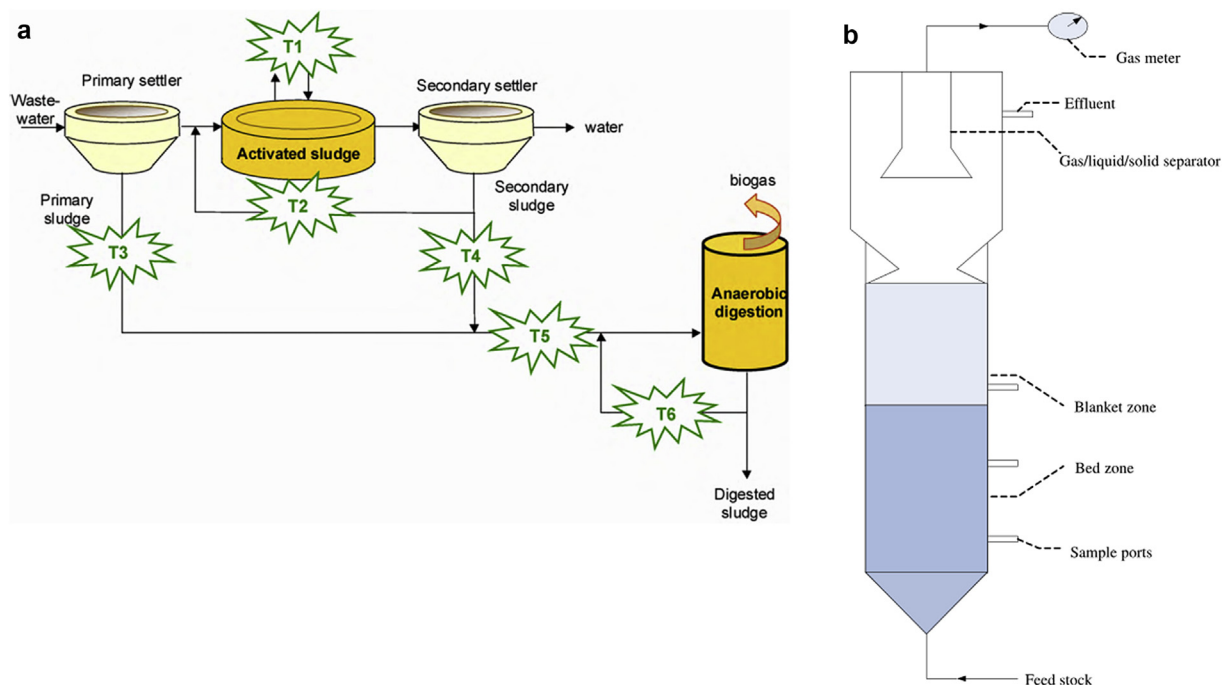 a
T1
Primary settler
Secondary settler
Waste-
water
water
Activated sludge
Primary
sludge
T2
Secondary
sludge
biogas
T3
T4
Anaerobic
digestion
T5
T6
Digested
sludge
b
Gas meter
Effluent
Gas/liquid/solid separator
Blanket zone
Bed zone
Sample ports
Feed stock